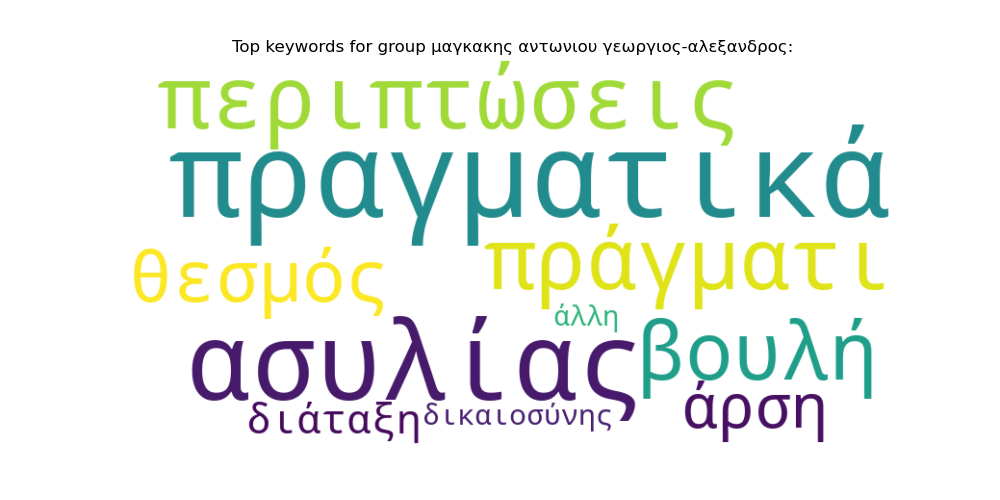 Top keywords for group μαγκακης αντωνιου γεωργιος-αλεξανδρος:
περιπτώσεις
πραγματικά
πράγματι
θεσμός
άλλη
ασυλίας
βουλή
άρση
διάταξη
δικαιοσύνης